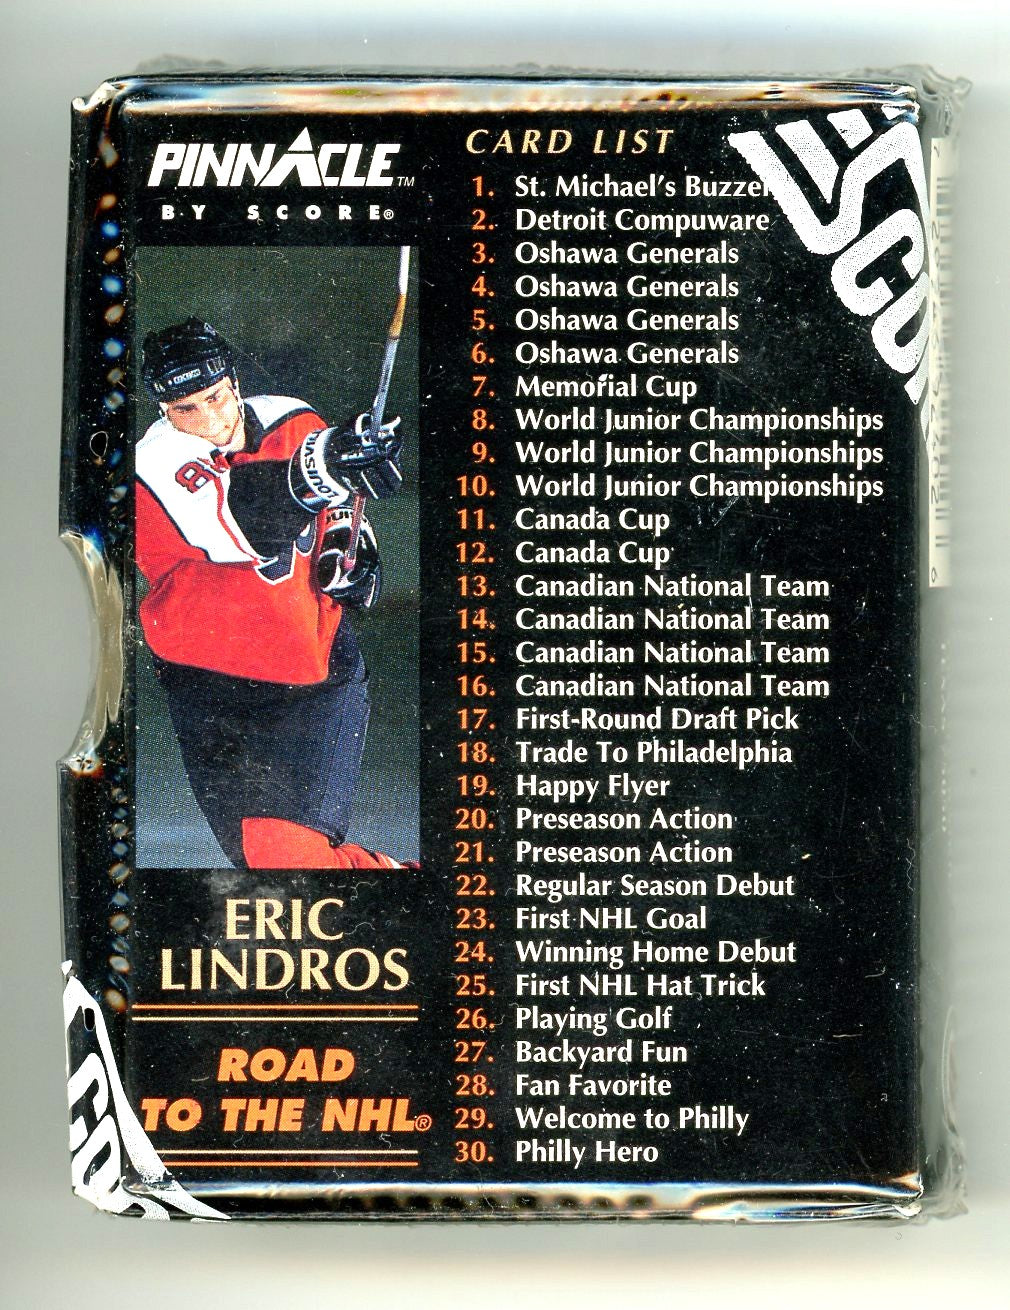 PINNACLE™
BY SCORE®
ERIC
LINDROS
ROAD
TO THE NHL®
CARD LIST
1. St. Michael's
2. Detroit Compuware
3. Oshawa Generals
4. Oshawa Generals
5. Oshawa Generals
6. Oshawa Generals
7. Memorial Cup
8. World Junior Championships
9. World Junior Championships
10. World Junior Championships
11. Canada Cup
12. Canada Cup
13. Canadian National Team
14. Canadian National Team
15. Canadian National Team
16. Canadian National Team
17. First-Round Draft Pick
18. Trade To Philadelphia
19. Happy Flyer
20. Preseason Action
21. Preseason Action
22. Regular Season Debut
23. First NHL Goal
24. Winning Home Debut
25. First NHL Hat Trick
26. Playing Golf
27. Backyard Fun
28. Fan Favorite
29. Welcome to Philly
30. Philly Hero